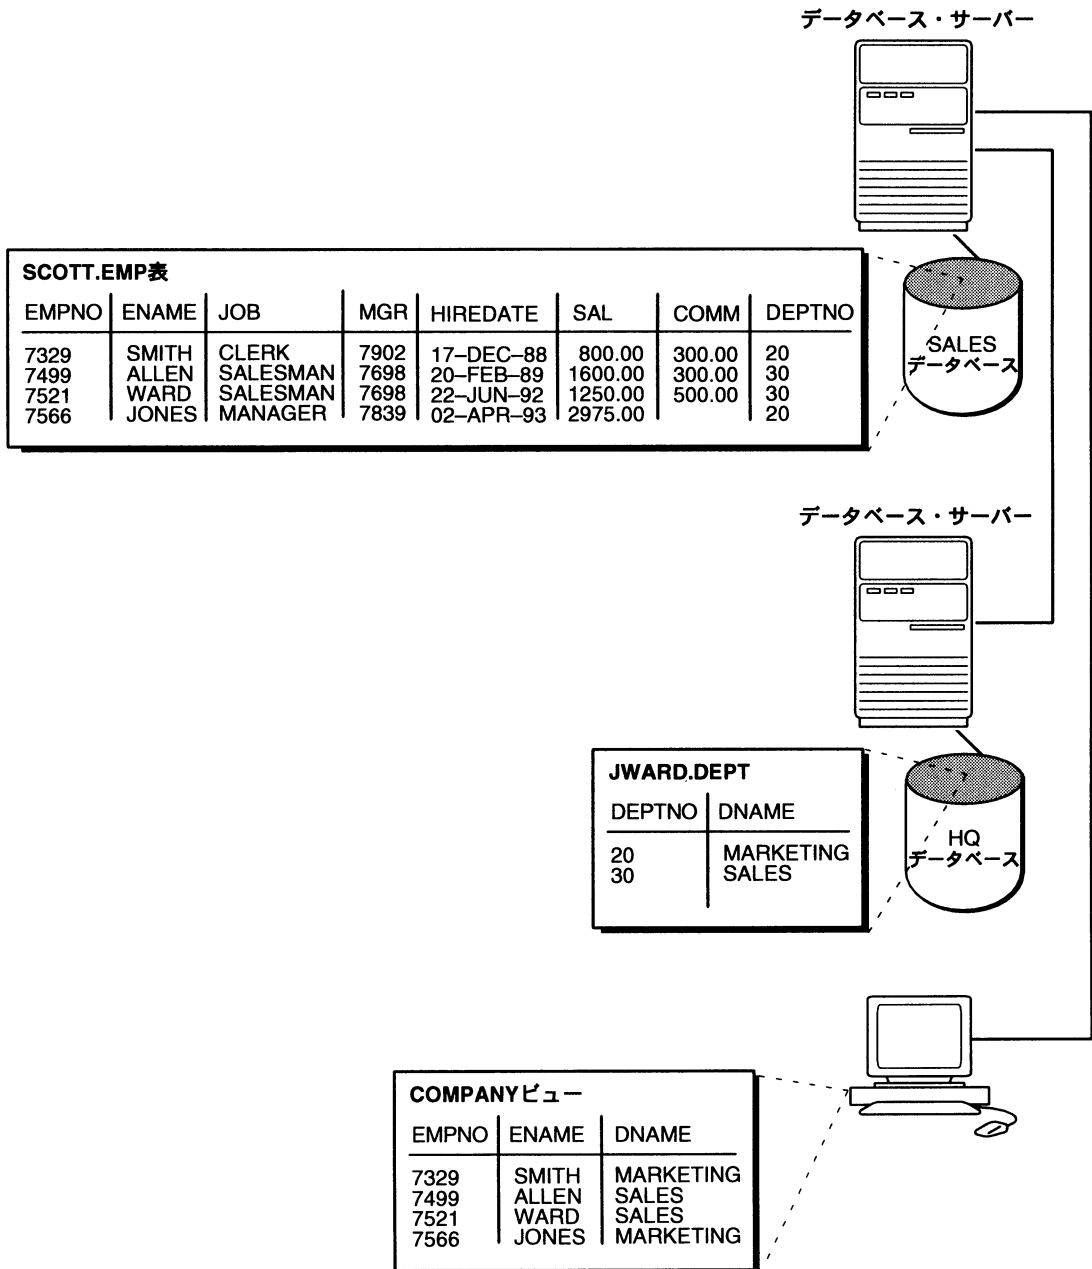 データベース・サーバー
SCOTT.EMP表
EMPNO ENAME JOB MGR HIREDATE SAL COMM DEPTNO
7329 SMITH CLERK 7902 17–DEC–88 800.00 300.00 20
7499 ALLEN SALESMAN 7698 20–FEB–89 1600.00 300.00 30
7521 WARD SALESMAN 7698 22–JUN–92 1250.00 500.00 30
7566 JONES MANAGER 7839 02–APR–93 2975.00 20
SALES
データベース
データベース・サーバー
JWARD.DEPT
DEPTNO DNAME
20 MARKETING
30 SALES
HQ
データベース
COMPANYビュー
EMPNO ENAME DNAME
7329 SMITH MARKETING
7499 ALLEN SALES
7521 WARD SALES
7566 JONES MARKETING